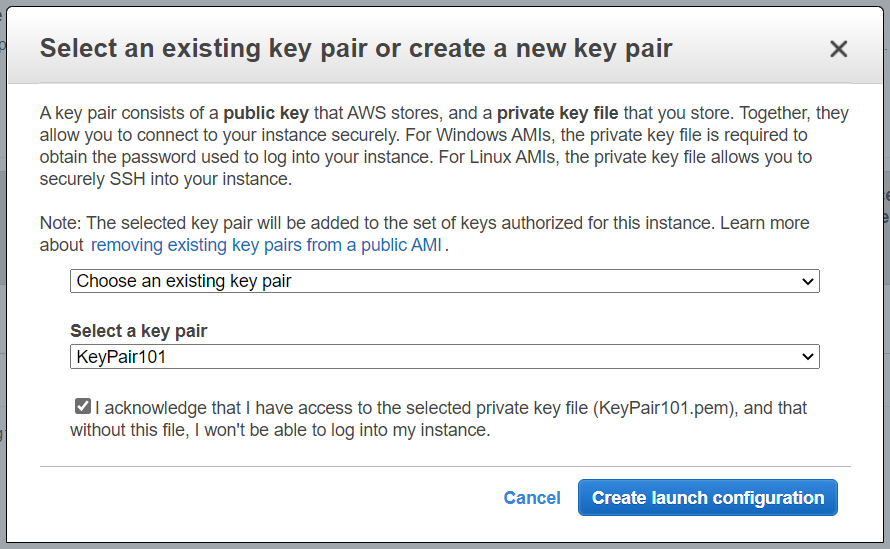 Select an existing key pair or create a new key pair
A key pair consists of a public key that AWS stores, and a private key file that you store. Together, they
allow you to connect to your instance securely. For Windows AMIs, the private key file is required to
obtain the password used to log into your instance. For Linux AMIs, the private key file allows you to
securely SSH into your instance.
Note: The selected key pair will be added to the set of keys authorized for this instance. Learn more
about removing existing key pairs from a public AMI .
Choose an existing key pair
Select a key pair
KeyPair101
I acknowledge that I have access to the selected private key file (KeyPair101.pem), and that
without this file, I won't be able to log into my instance.
Cancel Create launch configuration